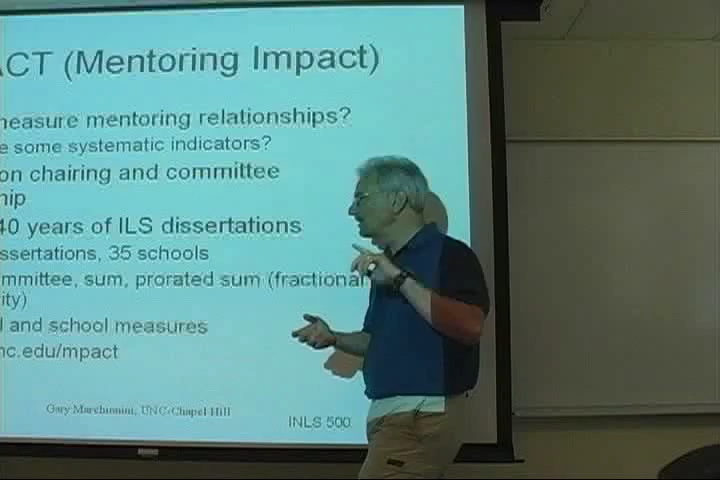 ACT (Mentoring Impact)
measure mentoring relationships?
e some systematic indicators?
on chairing and committee
hip
40 years of ILS dissertations
ssertations, 35 schools
mmittee, sum, prorated sum (fractional
ity)
l and school measures
nc.edu/mpact
Gary Marchionini, UNC-Chapel Hill
INLS 500